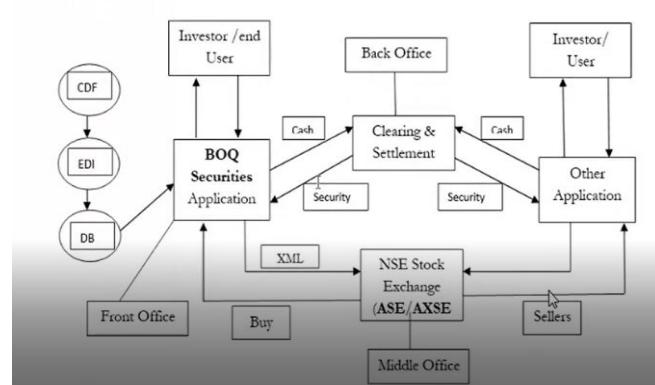 Investor /end
User
Back Office
Investor/
User
CDF
Cash
Clearing &
Settlement
Cash
EDI
BOQ
Securities
Application
Security
Security
Other
Application
DB
XML
NSE Stock
Exchange
(ASE/AXSE
Front Office
Buy
Sellers
Middle Office